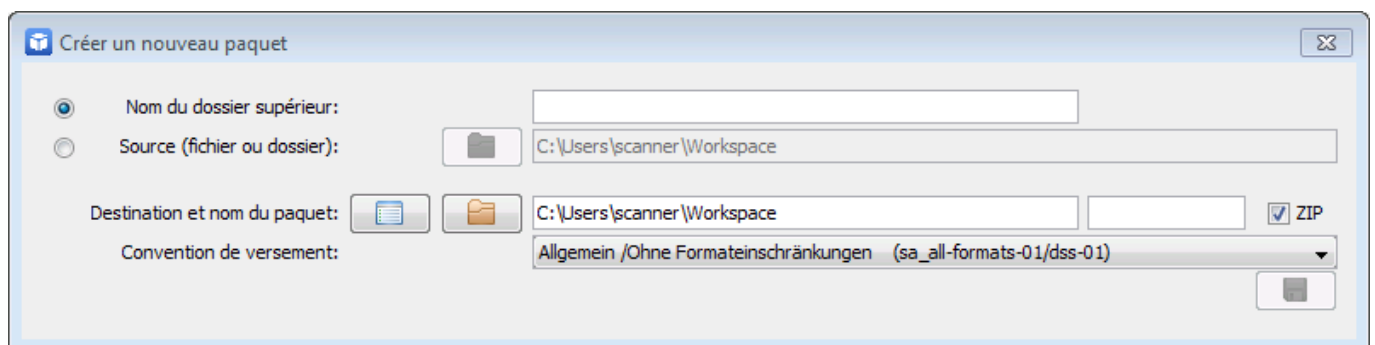 Créer un nouveau paquet
Nom du dossier supérieur:
Source (fichier ou dossier): C:\Users\scanner\Workspace
Destination et nom du paquet: C:\Users\scanner\Workspace ZIP
Convention de versement: Allgemein /Ohne Formateinschränkungen (sa_all-formats-01/dss-01)